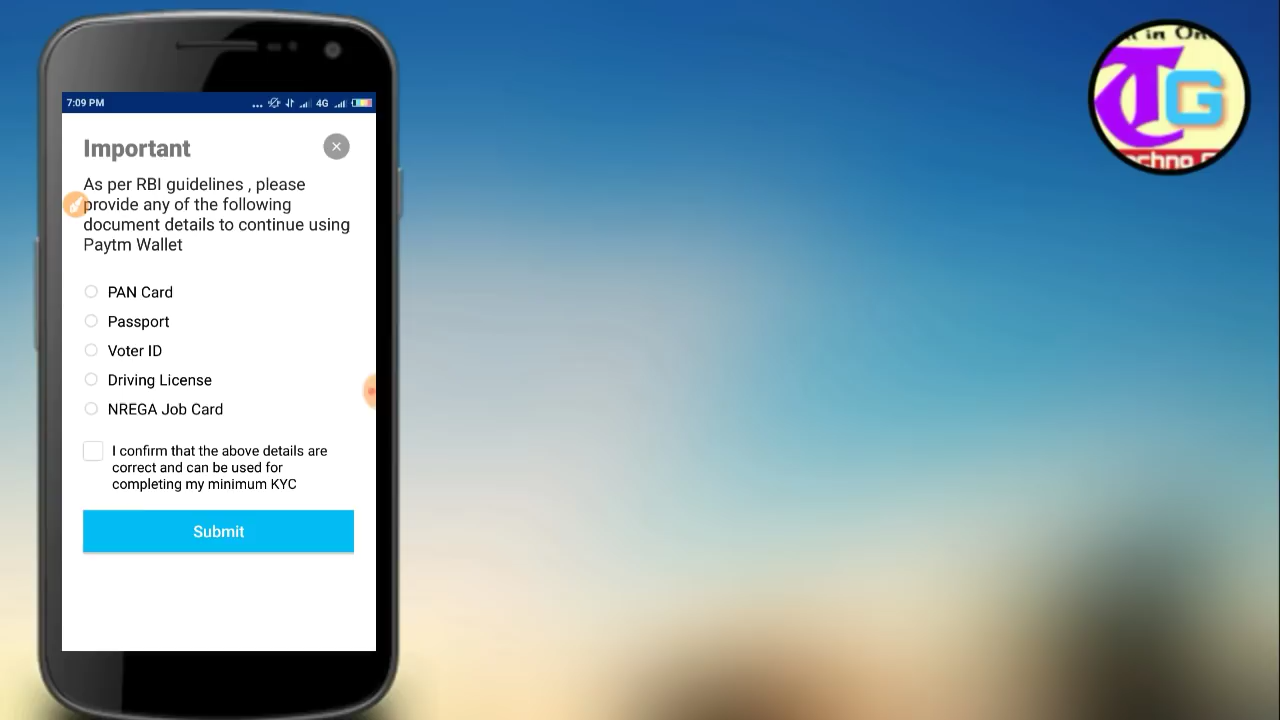 7:09 PM
4G
Important
As per RBI guidelines , please
provide any of the following
document details to continue using
Paytm Wallet
PAN Card
Passport
Voter ID
Driving License
NREGA Job Card
I confirm that the above details are
correct and can be used for
completing my minimum KYC
Submit
in
TG